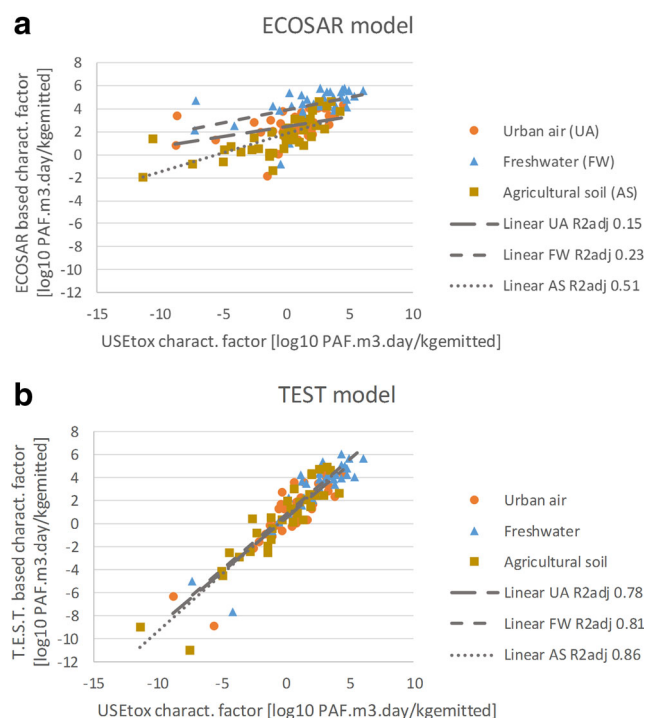 a
ECOSAR model
ECOSAR based charact. factor
[log10 PAF.m3.day/kgemitted]
8
6
4
2
0
-2
-4
-6
-8
-10
-12
-15
-10
-5
0
5
10
USEtox charact. factor [log10 PAF.m3.day/kgemitted]
Urban air (UA)
Freshwater (FW)
Agricultural soil (AS)
Linear UA R2adj 0.15
Linear FW R2adj 0.23
Linear AS R2adj 0.51
b
TEST model
T.E.S.T. based charact. factor
[log10 PAF.m3.day/kgemitted]
8
6
4
2
0
-2
-4
-6
-8
-10
-12
-15
-10
-5
0
5
10
USEtox charact. factor [log10 PAF.m3.day/kgemitted]
Urban air
Freshwater
Agricultural soil
Linear UA R2adj 0.78
Linear FW R2adj 0.81
Linear AS R2adj 0.86